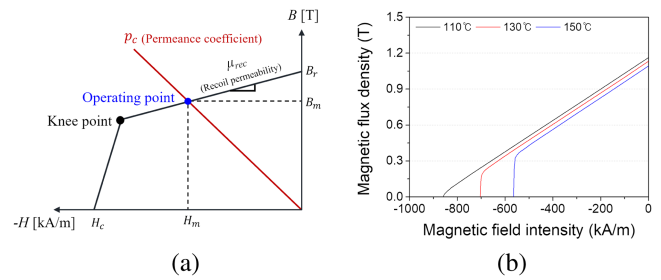 (a)
B [T]
p_c (Permeance coefficient)
μ_rec
(Recoil permeability)
B_r
Operating point
B_m
Knee point
-H [kA/m]
H_c
H_m
(b)
110℃
130℃
150℃
Magnetic flux density (T)
1.5
1.2
0.9
0.6
0.3
0.0
-1000
-800
-600
-400
-200
0
Magnetic field intensity (kA/m)